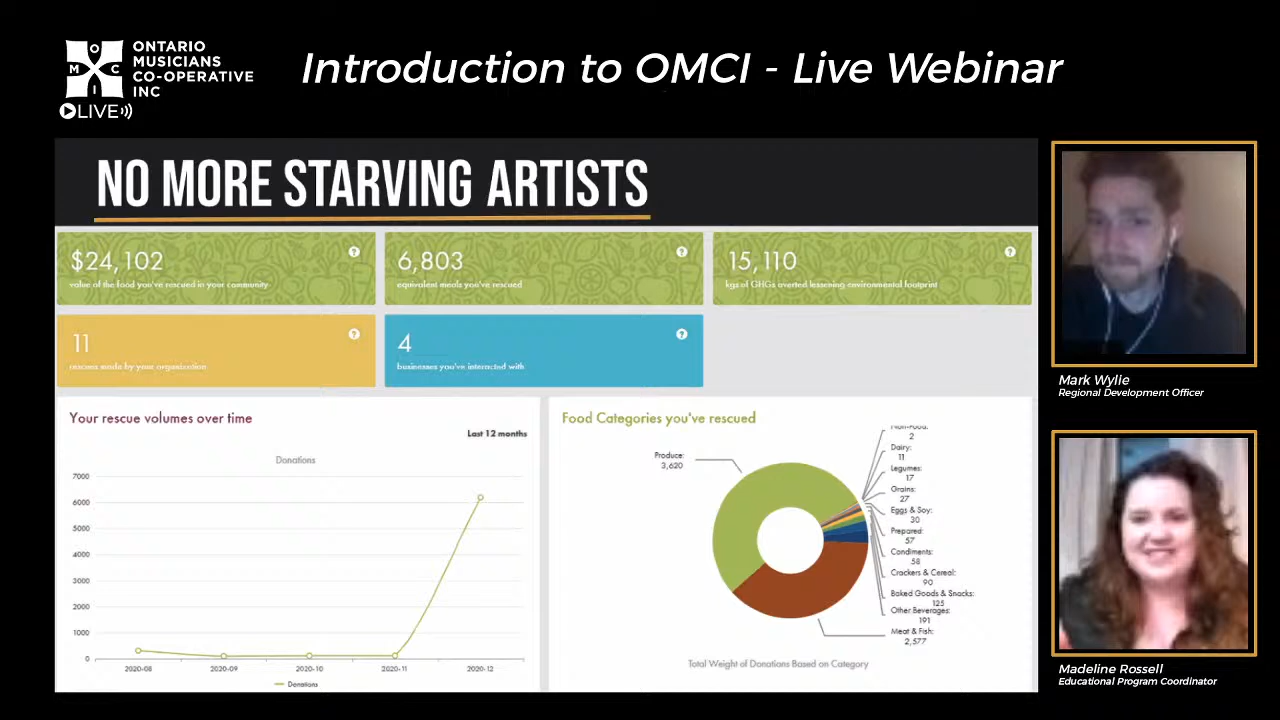 ONTARIO
MUSICIANS
CO-OPERATIVE
INC
O
M C
I
LIVE
Introduction to OMCI - Live Webinar
NO MORE STARVING ARTISTS
$24,102
value of the food you've rescued in your community
?
6,803
equivalent meals you've rescued
?
15,110
kgs of GHGs averted lessening environmental footprint
?
11
rescues made by your organization
?
4
businesses you've interacted with
?
Your rescue volumes over time
Last 12 months
Donations
7000
6000
5000
4000
3000
2000
1000
0
2020-08
2020-09
2020-10
2020-11
2020-12
Donations
Food Categories you've rescued
Produce:
3,620
Non-Food:
2
Dairy:
11
Legumes:
17
Grains:
27
Eggs & Soy:
30
Prepared:
57
Condiments:
58
Crackers & Cereal:
90
Baked Goods & Snacks:
125
Other Beverages:
191
Meat & Fish:
2,577
Total Weight of Donations Based on Category
Mark Wylie
Regional Development Officer
Madeline Rossell
Educational Program Coordinator